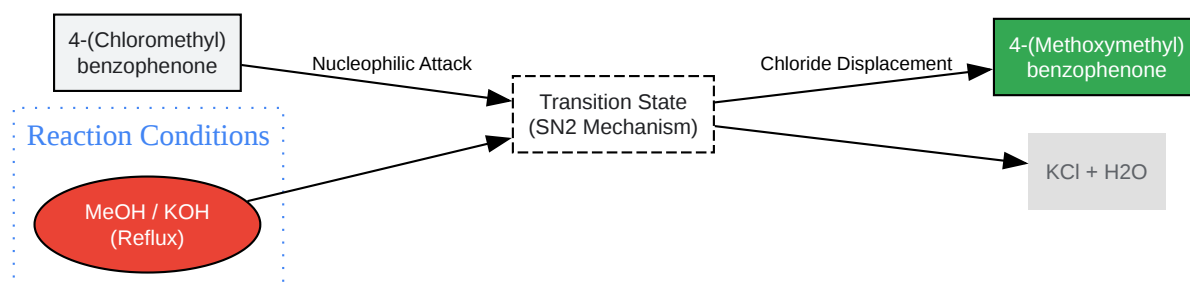 4-(Chloromethyl)
benzophenone
Nucleophilic Attack
Reaction Conditions
MeOH / KOH
(Reflux)
Transition State
(SN2 Mechanism)
Chloride Displacement
4-(Methoxymethyl)
benzophenone
KCl + H2O